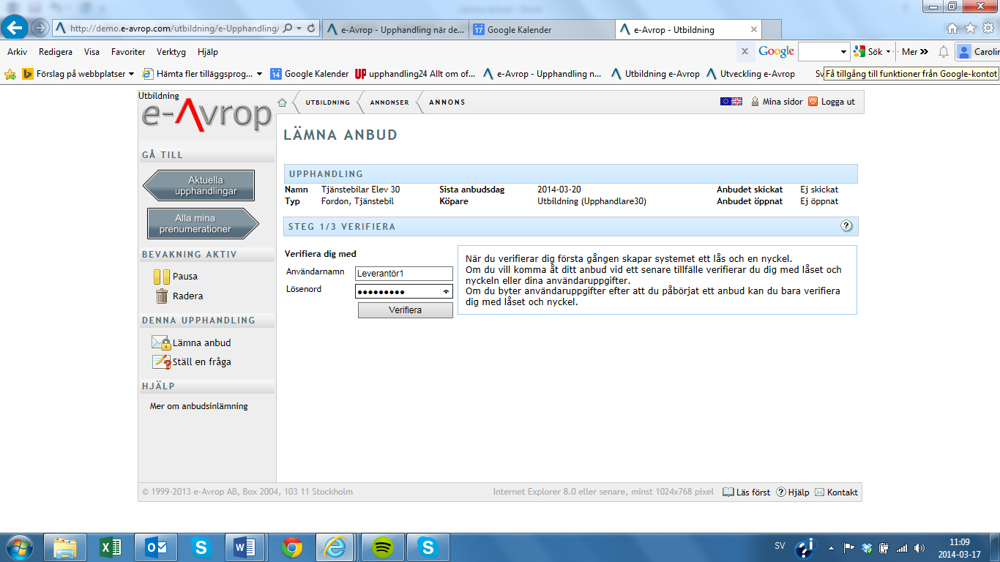 http://demo.e-avrop.com/utbildning/e-Upphandling/
e-Avrop - Upphandling när de...
17 Google Kalender
e-Avrop - Utbildning
Arkiv Redigera Visa Favoriter Verktyg Hjälp
Google
Sök
Mer
Carolin
Förslag på webbplatser
Hämta fler tilläggsprog...
14 Google Kalender
UP upphandling24 Allt om of...
e-Avrop - Upphandling n...
Utbildning e-Avrop
Utveckling e-Avrop
Få tillgång till funktioner från Google-kontot
Utbildning
e-Avrop
UTBILDNING ANNONSER ANNONS
Mina sidor Logga ut
LÄMNA ANBUD
GÅ TILL
Aktuella
upphandlingar
Alla mina
prenumerationer
BEVAKNING AKTIV
Pausa
Radera
DENNA UPPHANDLING
Lämna anbud
Ställ en fråga
HJÄLP
Mer om anbudsinlämning
UPPHANDLING
Namn Tjänstebilar Elev 30 Sista anbudsdag 2014-03-20 Anbudet skickat Ej skickat
Typ Fordon, Tjänstebil Köpare Utbildning (Upphandlare30) Anbudet öppnat Ej öppnat
STEG 1/3 VERIFIERA
?
Verifiera dig med
Användarnamn Leverantör1
Lösenord ●●●●●●●●●
Verifiera
När du verifierar dig första gången skapar systemet ett lås och en nyckel.
Om du vill komma åt ditt anbud vid ett senare tillfälle verifierar du dig med låset och
nyckeln eller dina användaruppgifter.
Om du byter användaruppgifter efter att du påbörjat ett anbud kan du bara verifiera
dig med låset och nyckel.
© 1999-2013 e-Avrop AB, Box 2004, 103 11 Stockholm
Internet Explorer 8.0 eller senare, minst 1024x768 pixel
Läs först ? Hjälp Kontakt
SV
11:09
2014-03-17